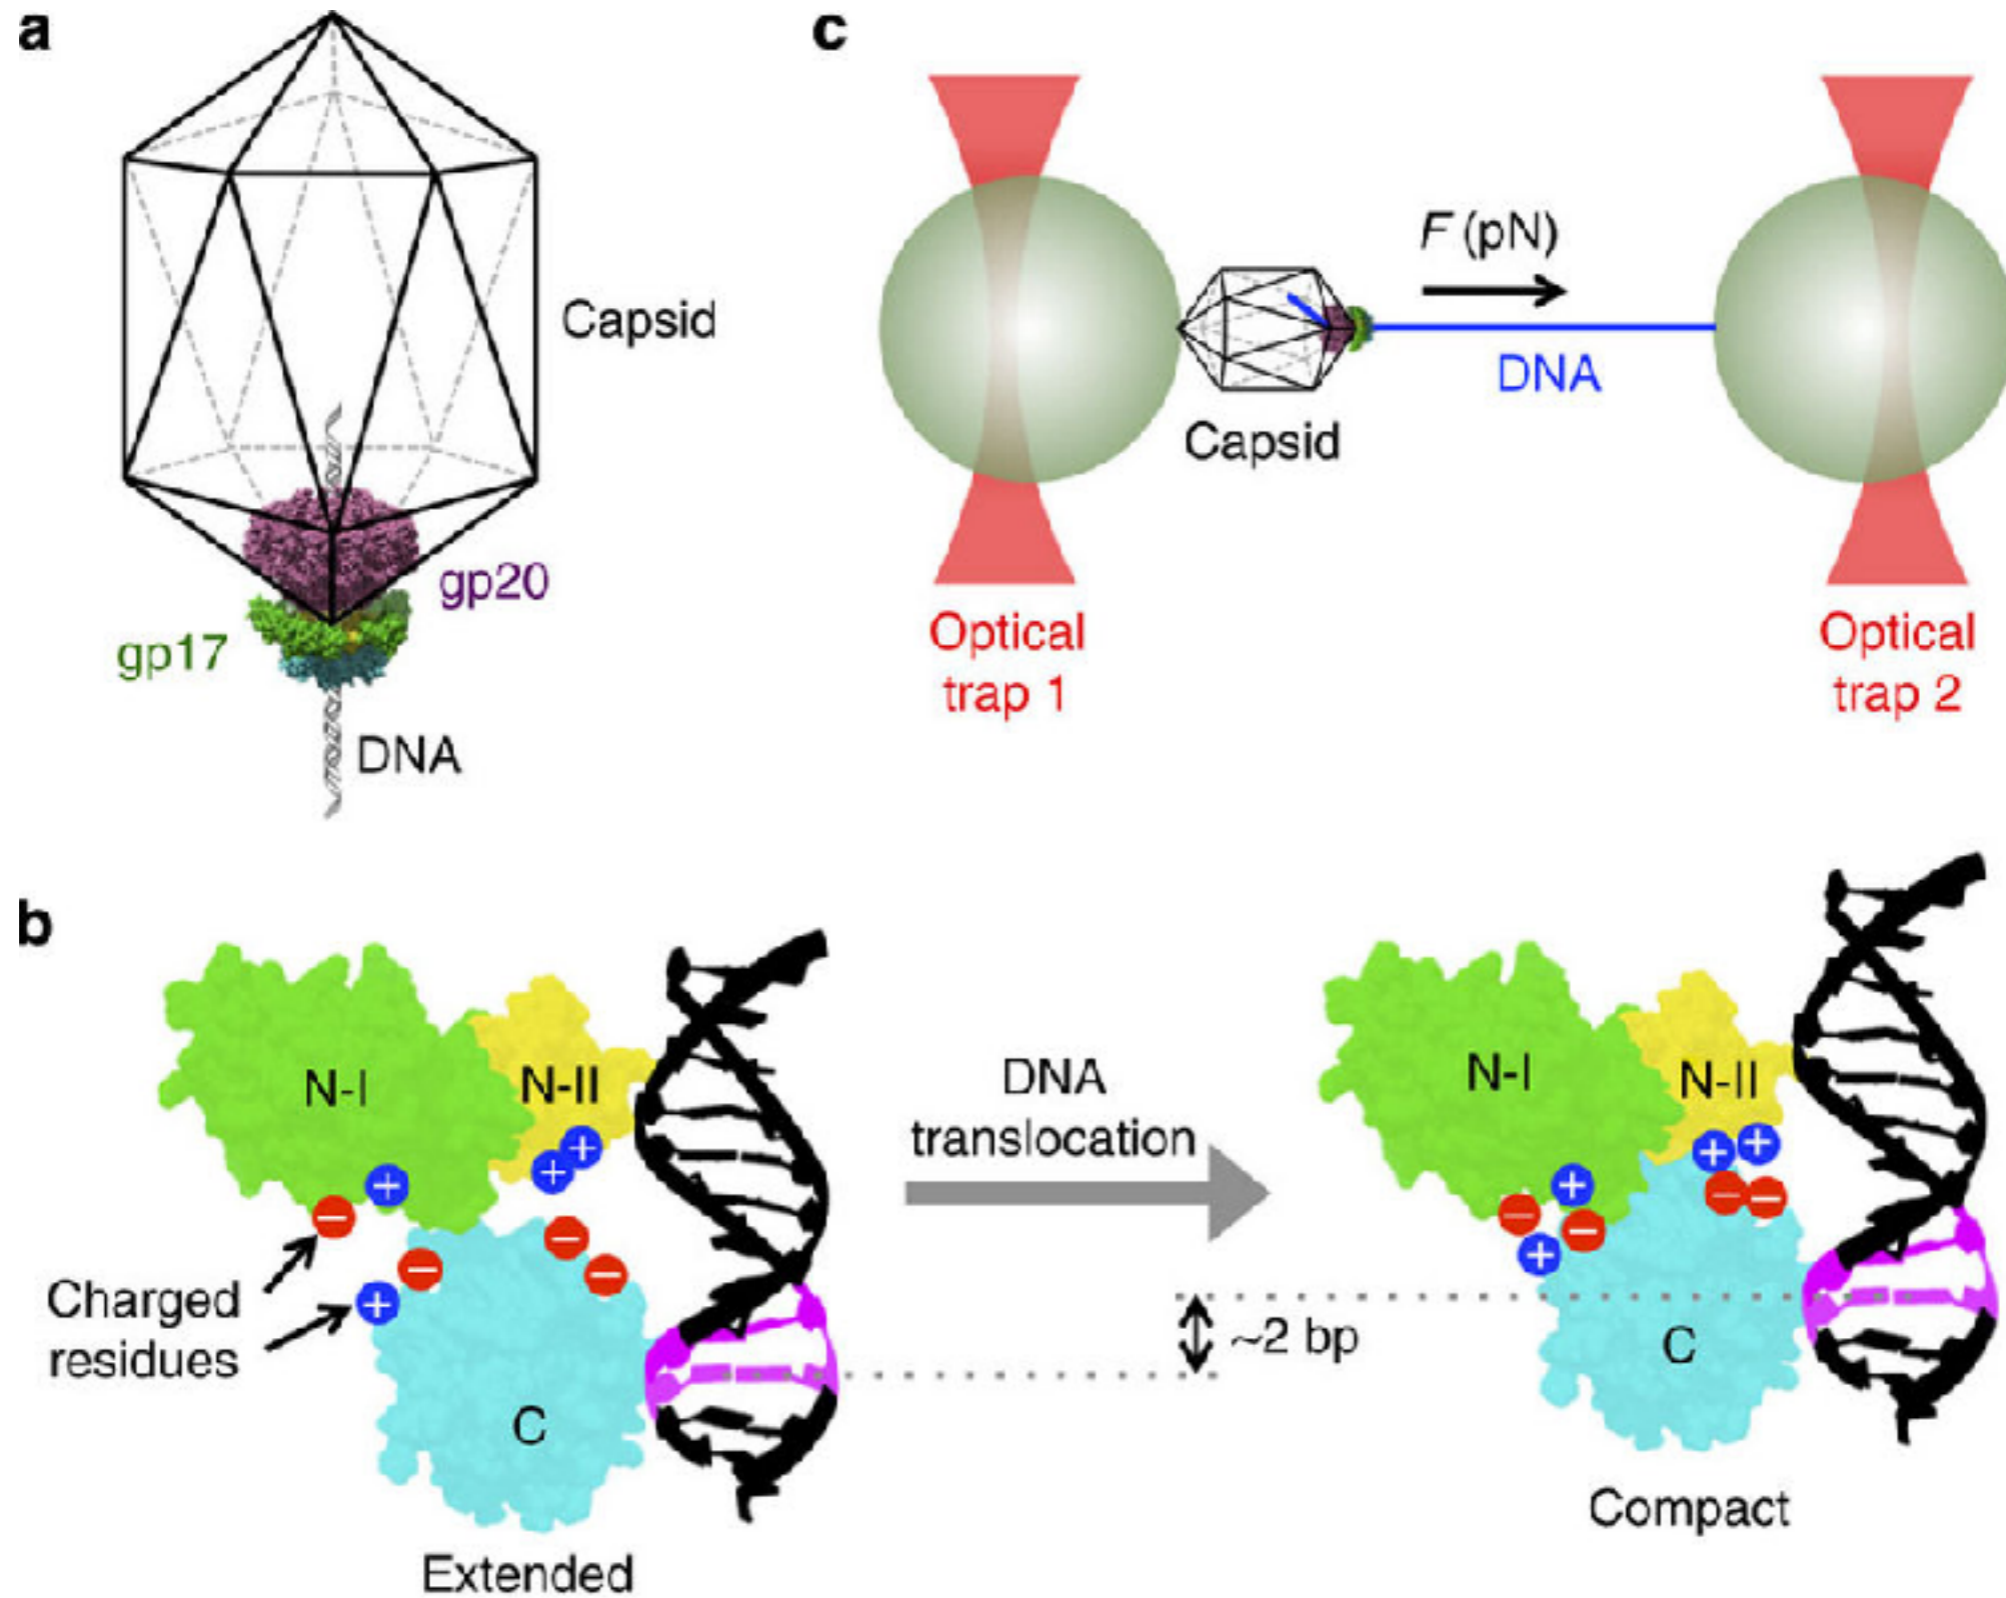 a
Capsid
gp20
gp17
DNA
c
F (pN)
DNA
Capsid
Optical
trap 1
Optical
trap 2
b
N-I
N-II
+
+
+
−
−
−
−
+
Charged
residues
C
Extended
DNA
translocation
~2 bp
N-I
N-II
+
+
+
−
−
−
−
+
C
Compact